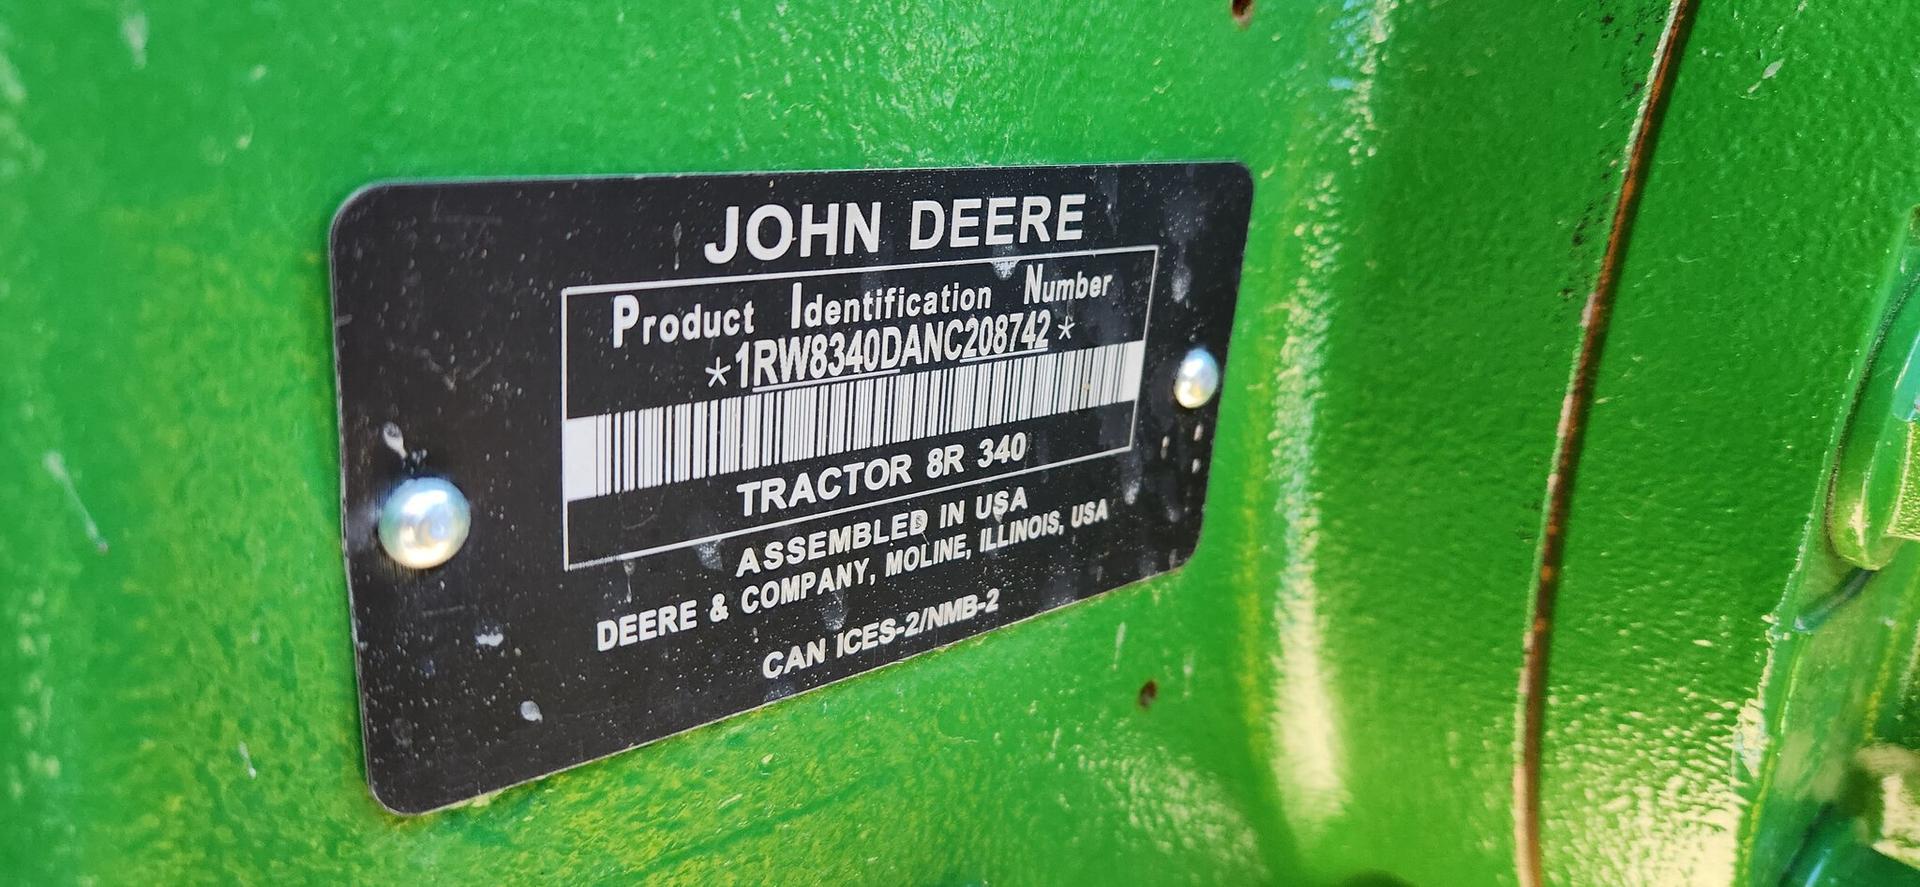 JOHN DEERE
Product Identification Number
*1RW8340DANC208742*
TRACTOR 8R 340
ASSEMBLED IN USA
DEERE & COMPANY, MOLINE, ILLINOIS, USA
CAN ICES-2/NMB-2